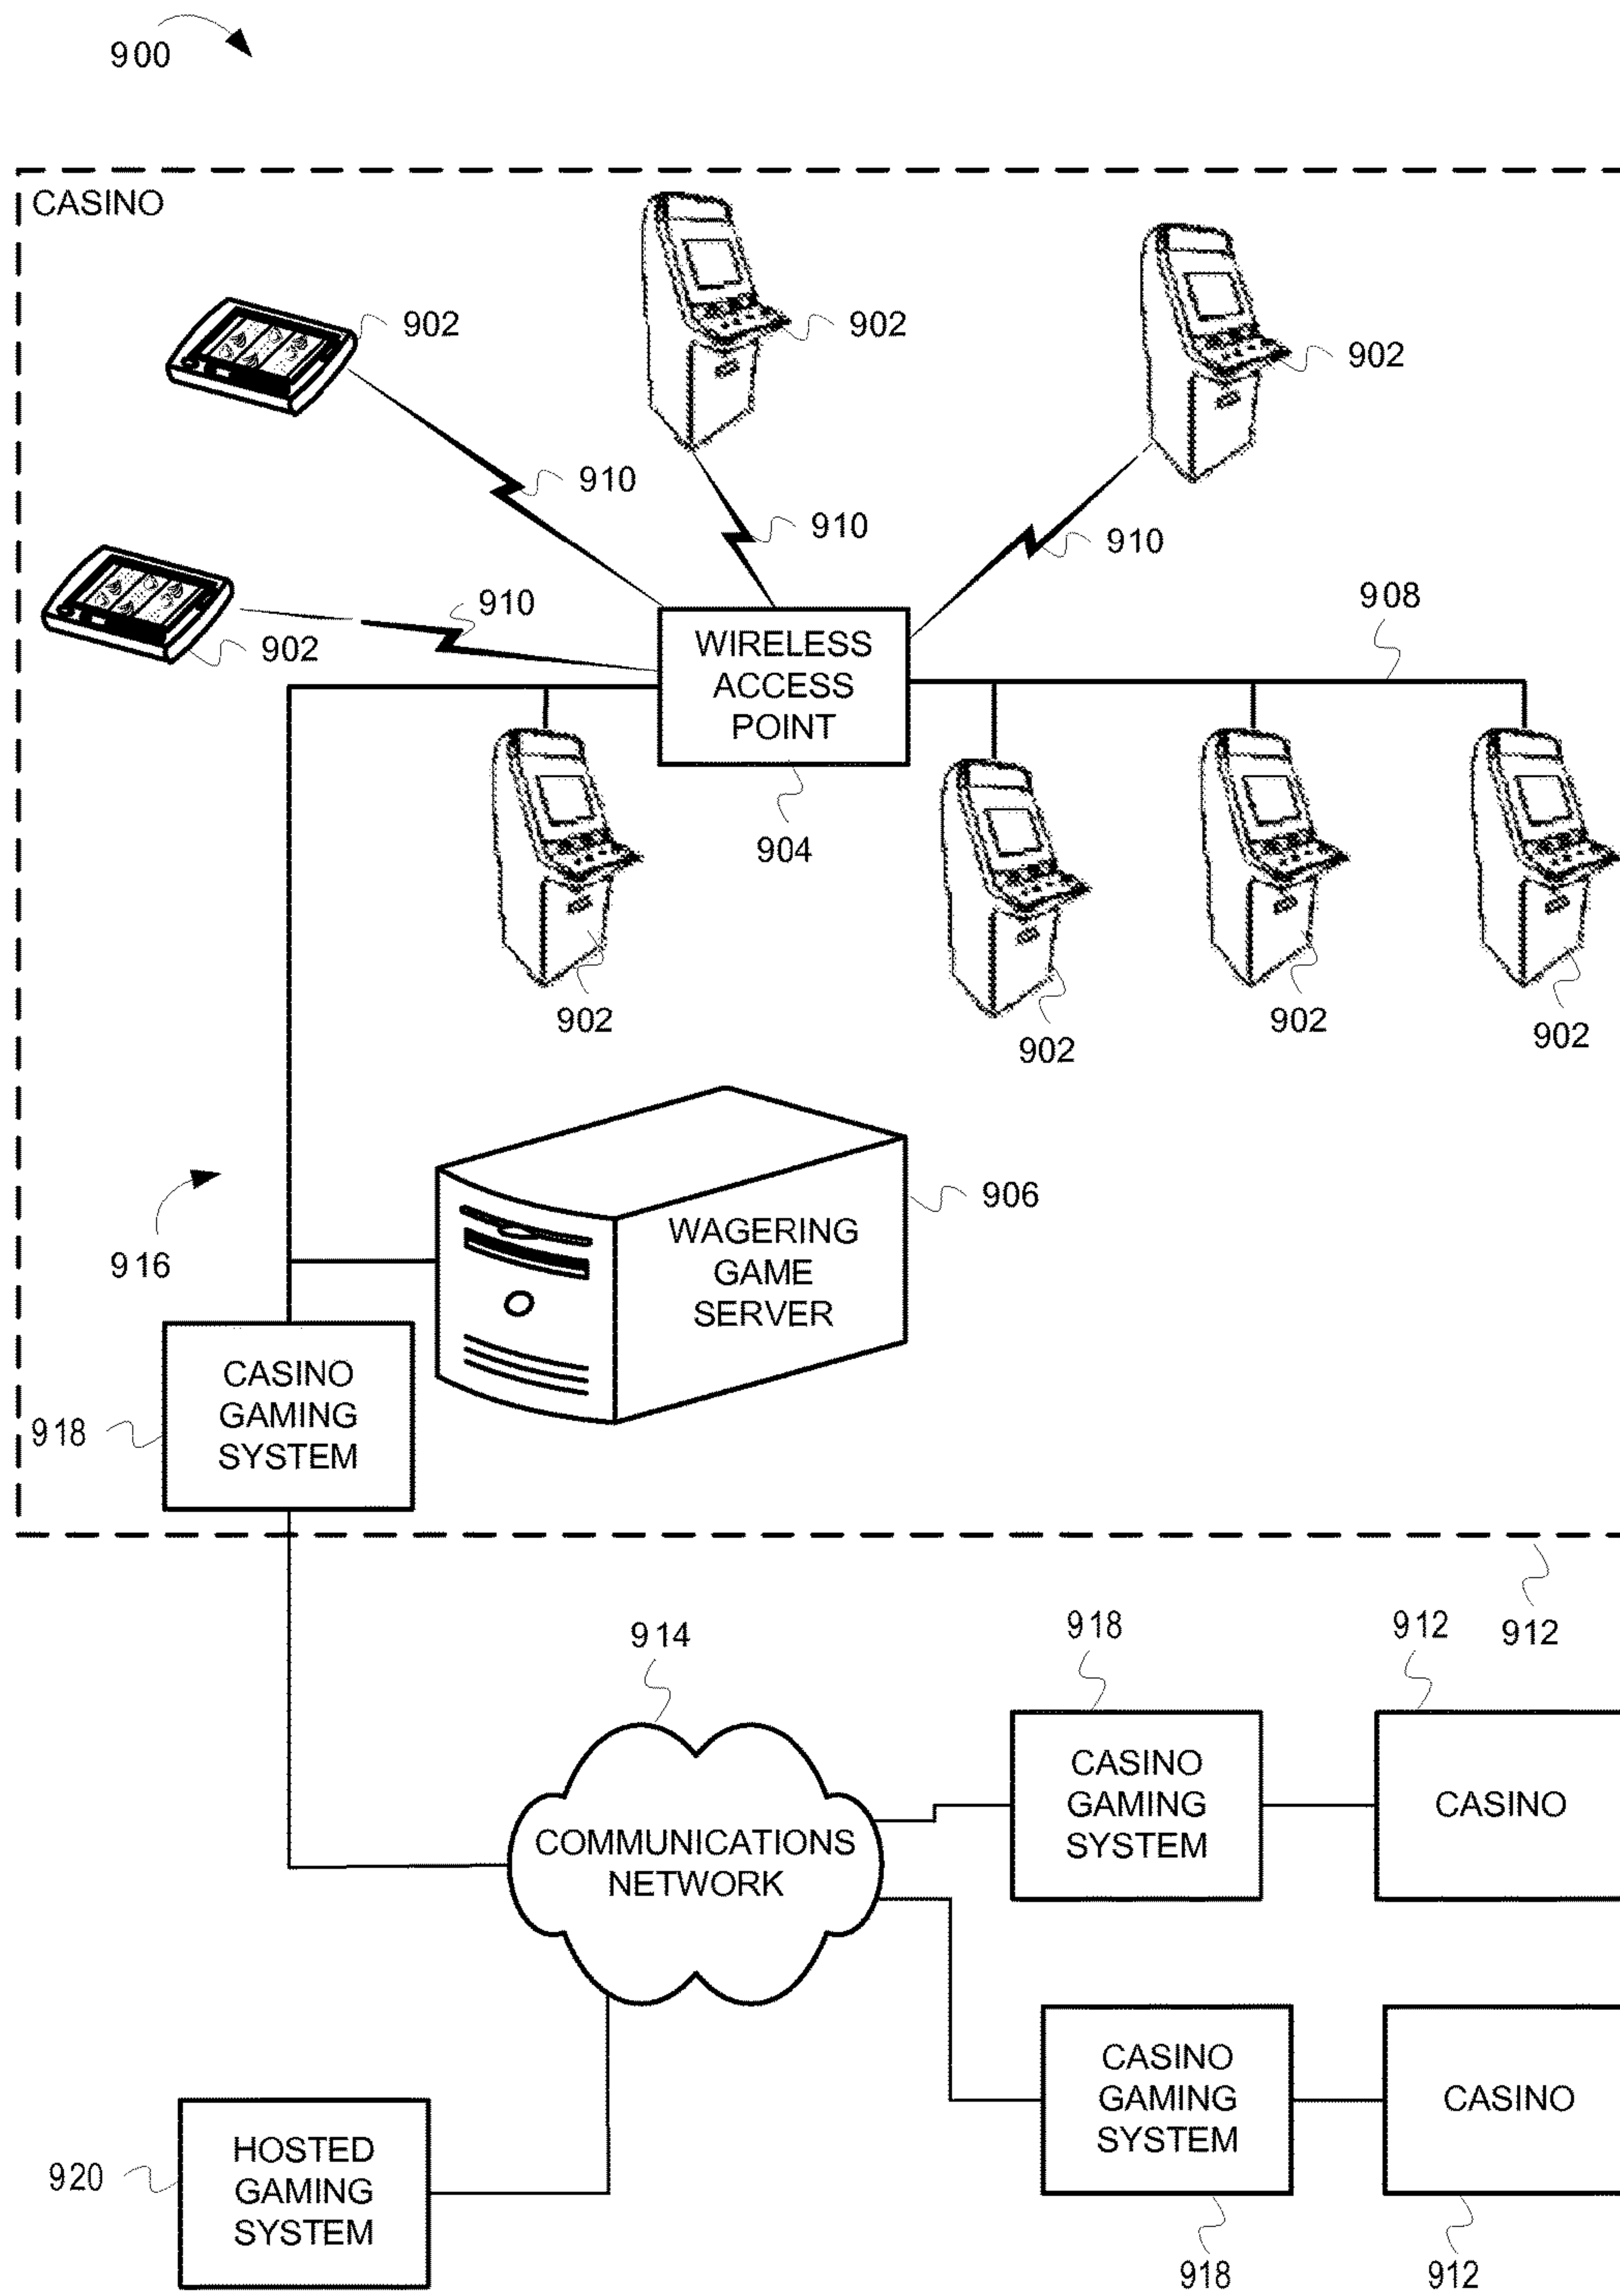 900
CASINO
902
902
902
910
910
910
910
902
908
WIRELESS
ACCESS
POINT
904
902
902
902
902
906
WAGERING
GAME
SERVER
916
CASINO
GAMING
SYSTEM
918
912
914
918
912
CASINO
GAMING
SYSTEM
CASINO
COMMUNICATIONS
NETWORK
CASINO
GAMING
SYSTEM
CASINO
HOSTED
GAMING
SYSTEM
920
918
912